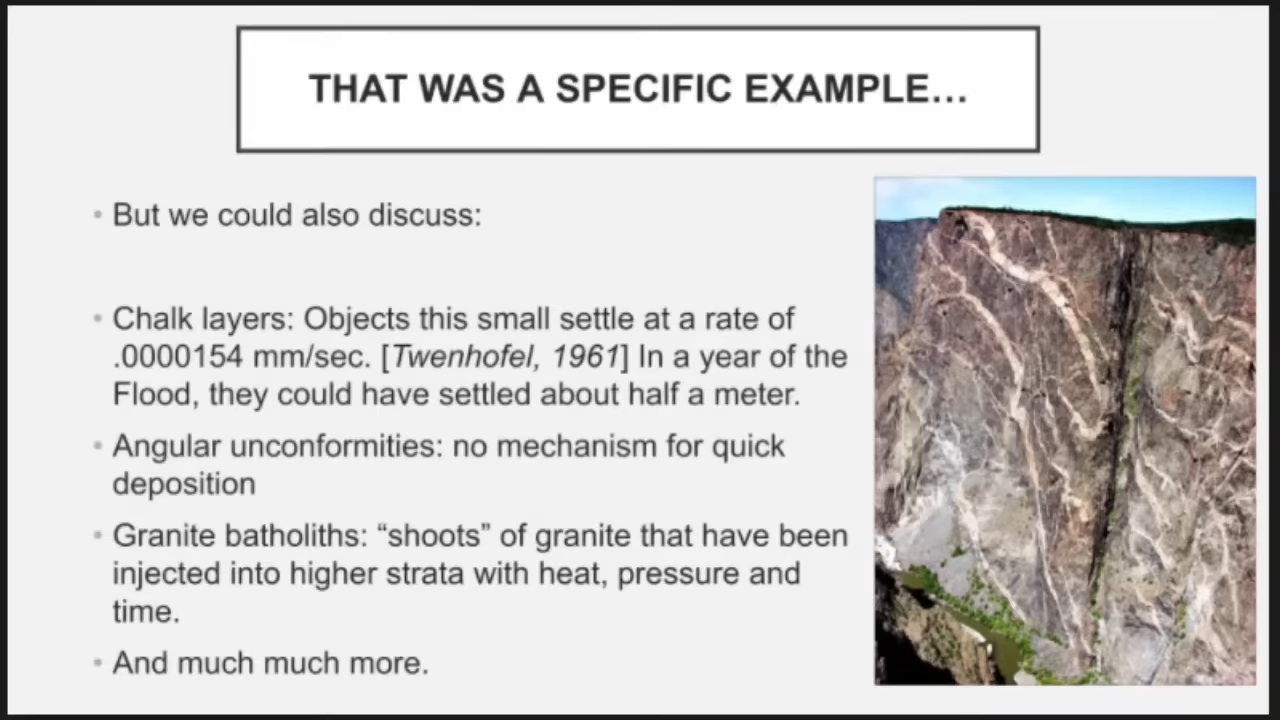 THAT WAS A SPECIFIC EXAMPLE…
• But we could also discuss:
• Chalk layers: Objects this small settle at a rate of
.0000154 mm/sec. [Twenhofel, 1961] In a year of the
Flood, they could have settled about half a meter.
• Angular unconformities: no mechanism for quick
deposition
• Granite batholiths: “shoots” of granite that have been
injected into higher strata with heat, pressure and
time.
• And much much more.